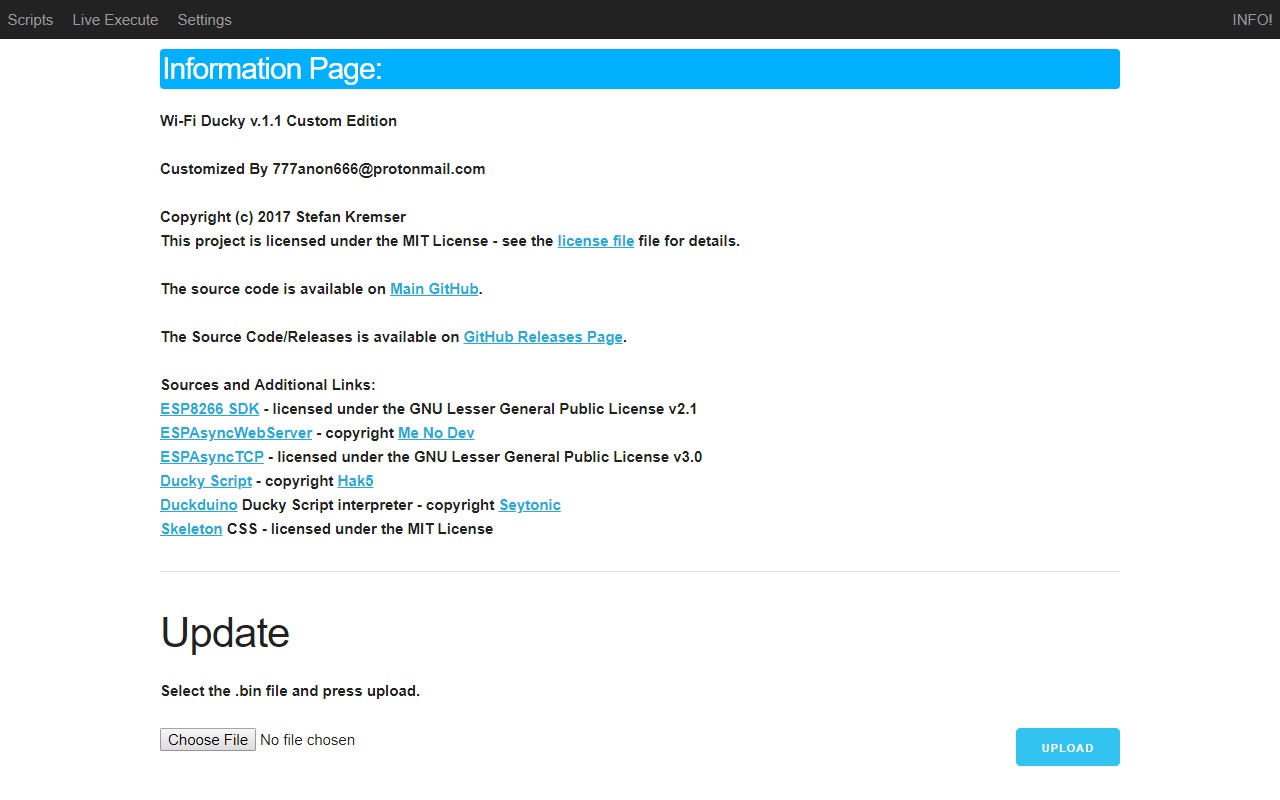 Scripts Live Execute Settings INFO!
Information Page:
Wi-Fi Ducky v.1.1 Custom Edition
Customized By 777anon666@protonmail.com
Copyright (c) 2017 Stefan Kremser
This project is licensed under the MIT License - see the license file file for details.
The source code is available on Main GitHub.
The Source Code/Releases is available on GitHub Releases Page.
Sources and Additional Links:
ESP8266 SDK - licensed under the GNU Lesser General Public License v2.1
ESPAsyncWebServer - copyright Me No Dev
ESPAsyncTCP - licensed under the GNU Lesser General Public License v3.0
Ducky Script - copyright Hak5
Duckduino Ducky Script interpreter - copyright Seytonic
Skeleton CSS - licensed under the MIT License
Update
Select the .bin file and press upload.
Choose File No file chosen
UPLOAD